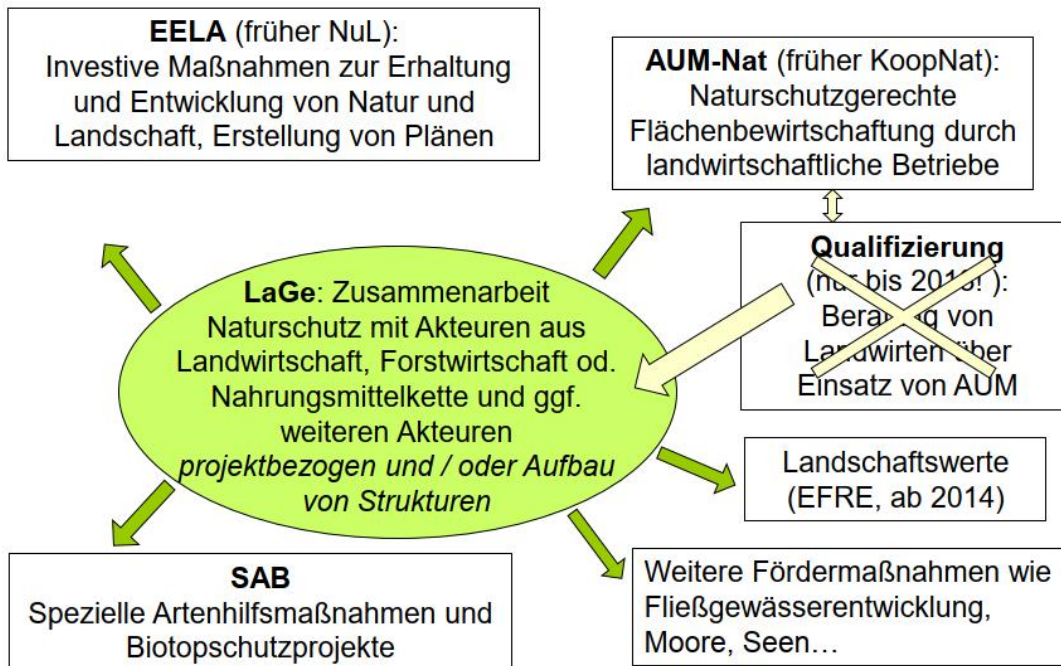 EELA (früher NuL):
Investive Maßnahmen zur Erhaltung
und Entwicklung von Natur und
Landschaft, Erstellung von Plänen
AUM-Nat (früher KoopNat):
Naturschutzgerechte
Flächenbewirtschaftung durch
landwirtschaftliche Betriebe
Qualifizierung
(nur bis 2018! ):
Beratung von
Landwirten über
Einsatz von AUM
LaGe: Zusammenarbeit
Naturschutz mit Akteuren aus
Landwirtschaft, Forstwirtschaft od.
Nahrungsmittelkette und ggf.
weiteren Akteuren
projektbezogen und / oder Aufbau
von Strukturen
Landschaftswerte
(EFRE, ab 2014)
SAB
Spezielle Artenhilfsmaßnahmen und
Biotopschutzprojekte
Weitere Fördermaßnahmen wie
Fließgewässerentwicklung,
Moore, Seen…